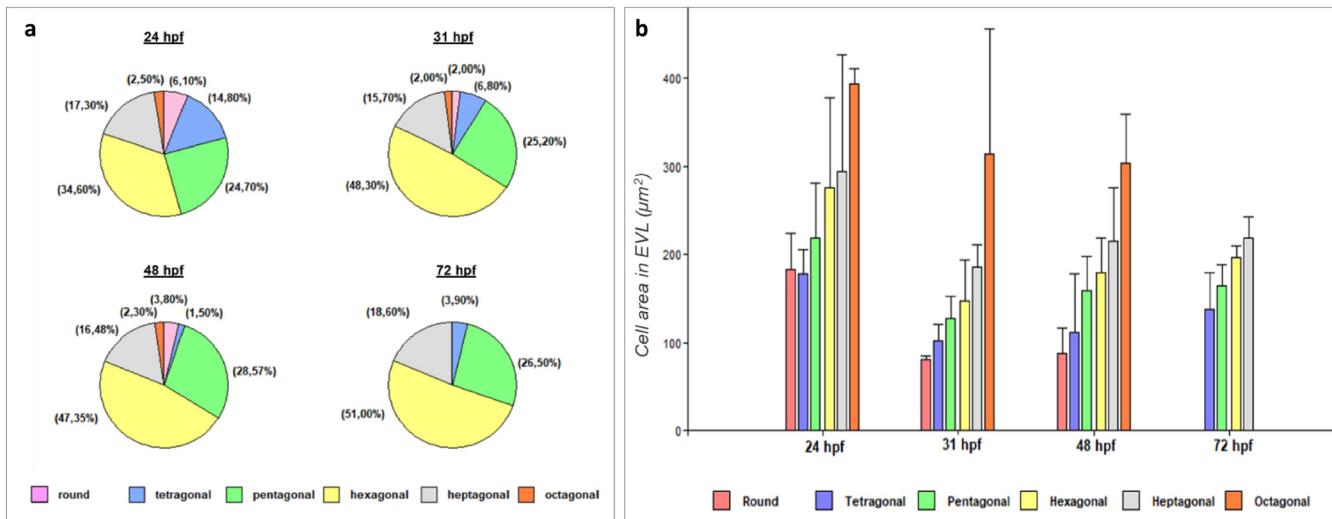 a
24 hpf
(2,50%) (6,10%)
(17,30%) (14,80%)
(34,60%) (24,70%)
31 hpf
(2,00%) (2,00%)
(15,70%) (6,80%)
(25,20%)
(48,30%)
48 hpf
(3,80%)
(2,30%) (1,50%)
(16,48%)
(28,57%)
(47,35%)
72 hpf
(3,90%)
(18,60%)
(26,50%)
(51,00%)
round tetragonal pentagonal hexagonal heptagonal octagonal
b
Cell area in EVL (µm²)
400
300
200
100
0
24 hpf 31 hpf 48 hpf 72 hpf
Round Tetragonal Pentagonal Hexagonal Heptagonal Octagonal